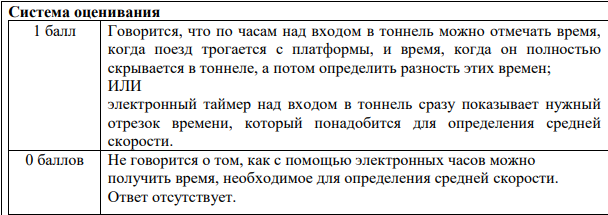 Система оценивания
1 балл
Говорится, что по часам над входом в тоннель можно отмечать время,
когда поезд трогается с платформы, и время, когда он полностью
скрывается в тоннеле, а потом определить разность этих времен;
ИЛИ
электронный таймер над входом в тоннель сразу показывает нужный
отрезок времени, который понадобится для определения средней
скорости.
0 баллов
Не говорится о том, как с помощью электронных часов можно
получить время, необходимое для определения средней скорости.
Ответ отсутствует.